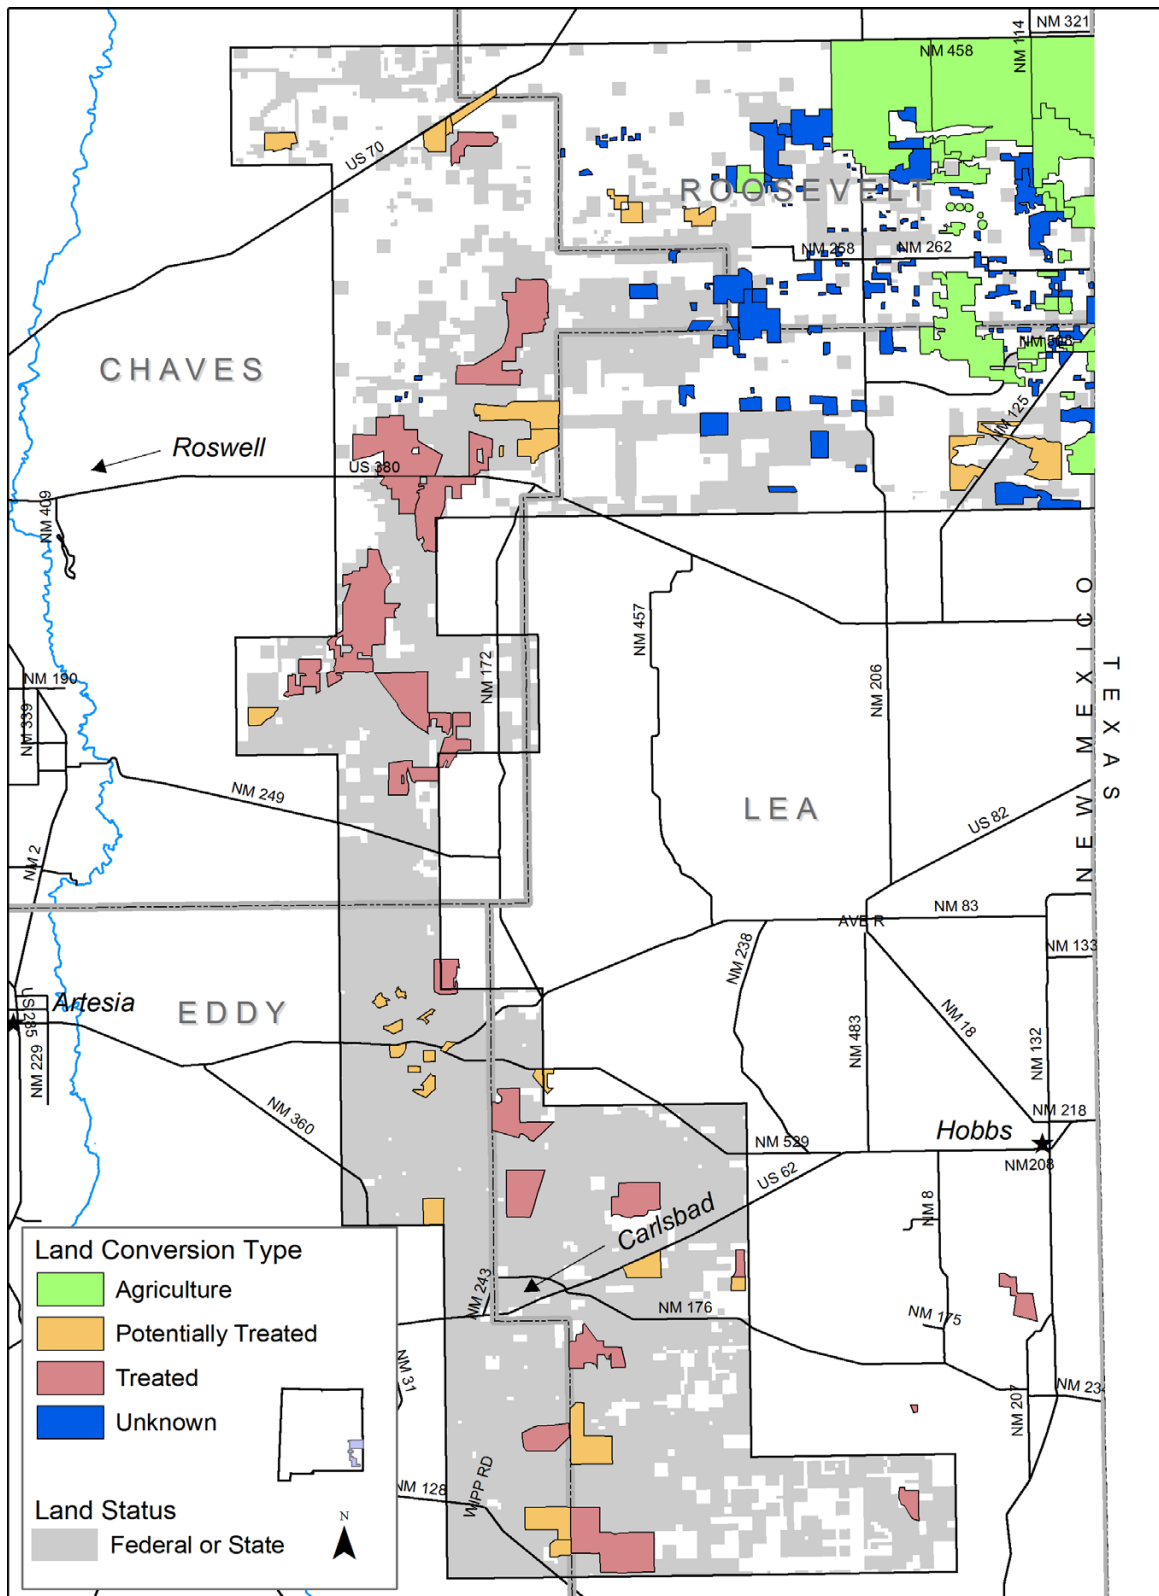 NM 321
NM 114
NM 458
US 70
ROOSEVELT
NM 258
NM 262
CHAVES
NM 508
NM 125
Roswell
US 380
NM 409
NM 457
NM 172
NM 206
NM 190
NM 339
NEW MEXICO
TEXAS
NM 249
LEA
US 82
NM 2
NM 83
AVE R
NM 238
NM 133
Artesia
US 285
EDDY
NM 18
NM 483
NM 132
NM 229
NM 360
NM 218
Hobbs
NM 529
NM208
US 62
NM 8
Carlsbad
NM 243
NM 176
NM 175
NM 31
NM 207
NM 234
WIPP RD
NM 128
Land Conversion Type
Agriculture
Potentially Treated
Treated
Unknown
Land Status
Federal or State
N